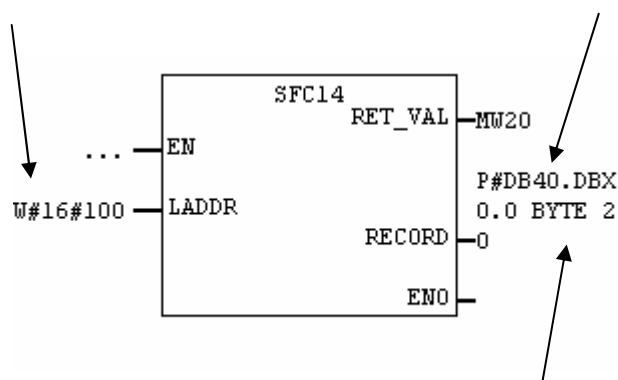 SFC14
RET_VAL
MW20
... EN
P#DB40.DBX
W#16#100
LADDR
0.0 BYTE 2
RECORD
0
ENO